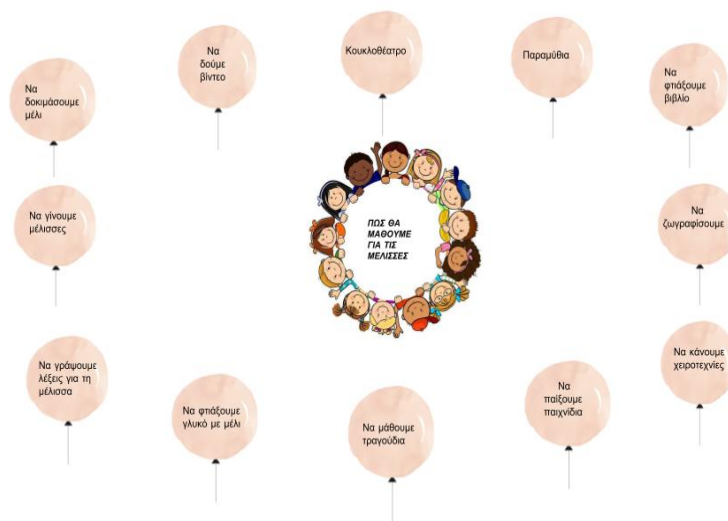 Να
δοκιμάσουμε
μέλι
Να
δούμε
βίντεο
Κουκλοθέατρο
Παραμύθια
Να
φτιάξουμε
βιβλίο
Να γίνουμε
μέλισσες
ΠΩΣ ΘΑ
ΜΑΘΟΥΜΕ
ΓΙΑ ΤΙΣ
ΜΕΛΙΣΣΕΣ
Να
ζωγραφίσουμε
Να γράψουμε
λέξεις για τη
μέλισσα
Να φτιάξουμε
γλυκό με μέλι
Να μάθουμε
τραγούδια
Να
παίξουμε
παιχνίδια
Να κάνουμε
χειροτεχνίες